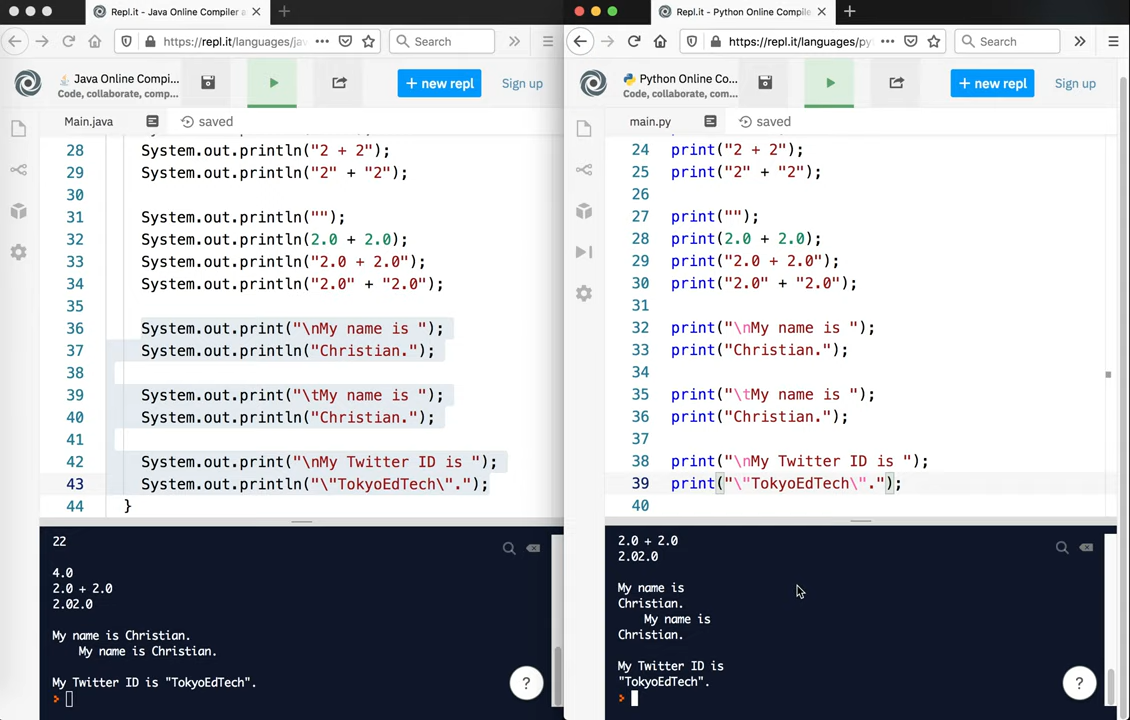 Repl.it - Java Online Compiler a
https://repl.it/languages/jav
Search
Java Online Compi...
Code, collaborate, comp...
+ new repl
Sign up
Main.java
saved
28 System.out.println("2 + 2");
29 System.out.println("2" + "2");
30
31 System.out.println("");
32 System.out.println(2.0 + 2.0);
33 System.out.println("2.0 + 2.0");
34 System.out.println("2.0" + "2.0");
35
36 System.out.print("\nMy name is ");
37 System.out.println("Christian.");
38
39 System.out.print("\tMy name is ");
40 System.out.println("Christian.");
41
42 System.out.print("\nMy Twitter ID is ");
43 System.out.println("\"TokyoEdTech\".");
44 }
22
4.0
2.0 + 2.0
2.02.0
My name is Christian.
My name is Christian.
My Twitter ID is "TokyoEdTech".
?
Repl.it - Python Online Compile
https://repl.it/languages/py
Search
Python Online Co...
Code, collaborate, comp...
+ new repl
Sign up
main.py
saved
24 print("2 + 2");
25 print("2" + "2");
26
27 print("");
28 print(2.0 + 2.0);
29 print("2.0 + 2.0");
30 print("2.0" + "2.0");
31
32 print("\nMy name is ");
33 print("Christian.");
34
35 print("\tMy name is ");
36 print("Christian.");
37
38 print("\nMy Twitter ID is ");
39 print("\"TokyoEdTech\".");
40
2.0 + 2.0
2.02.0
My name is
Christian.
My name is
Christian.
My Twitter ID is
"TokyoEdTech".
?